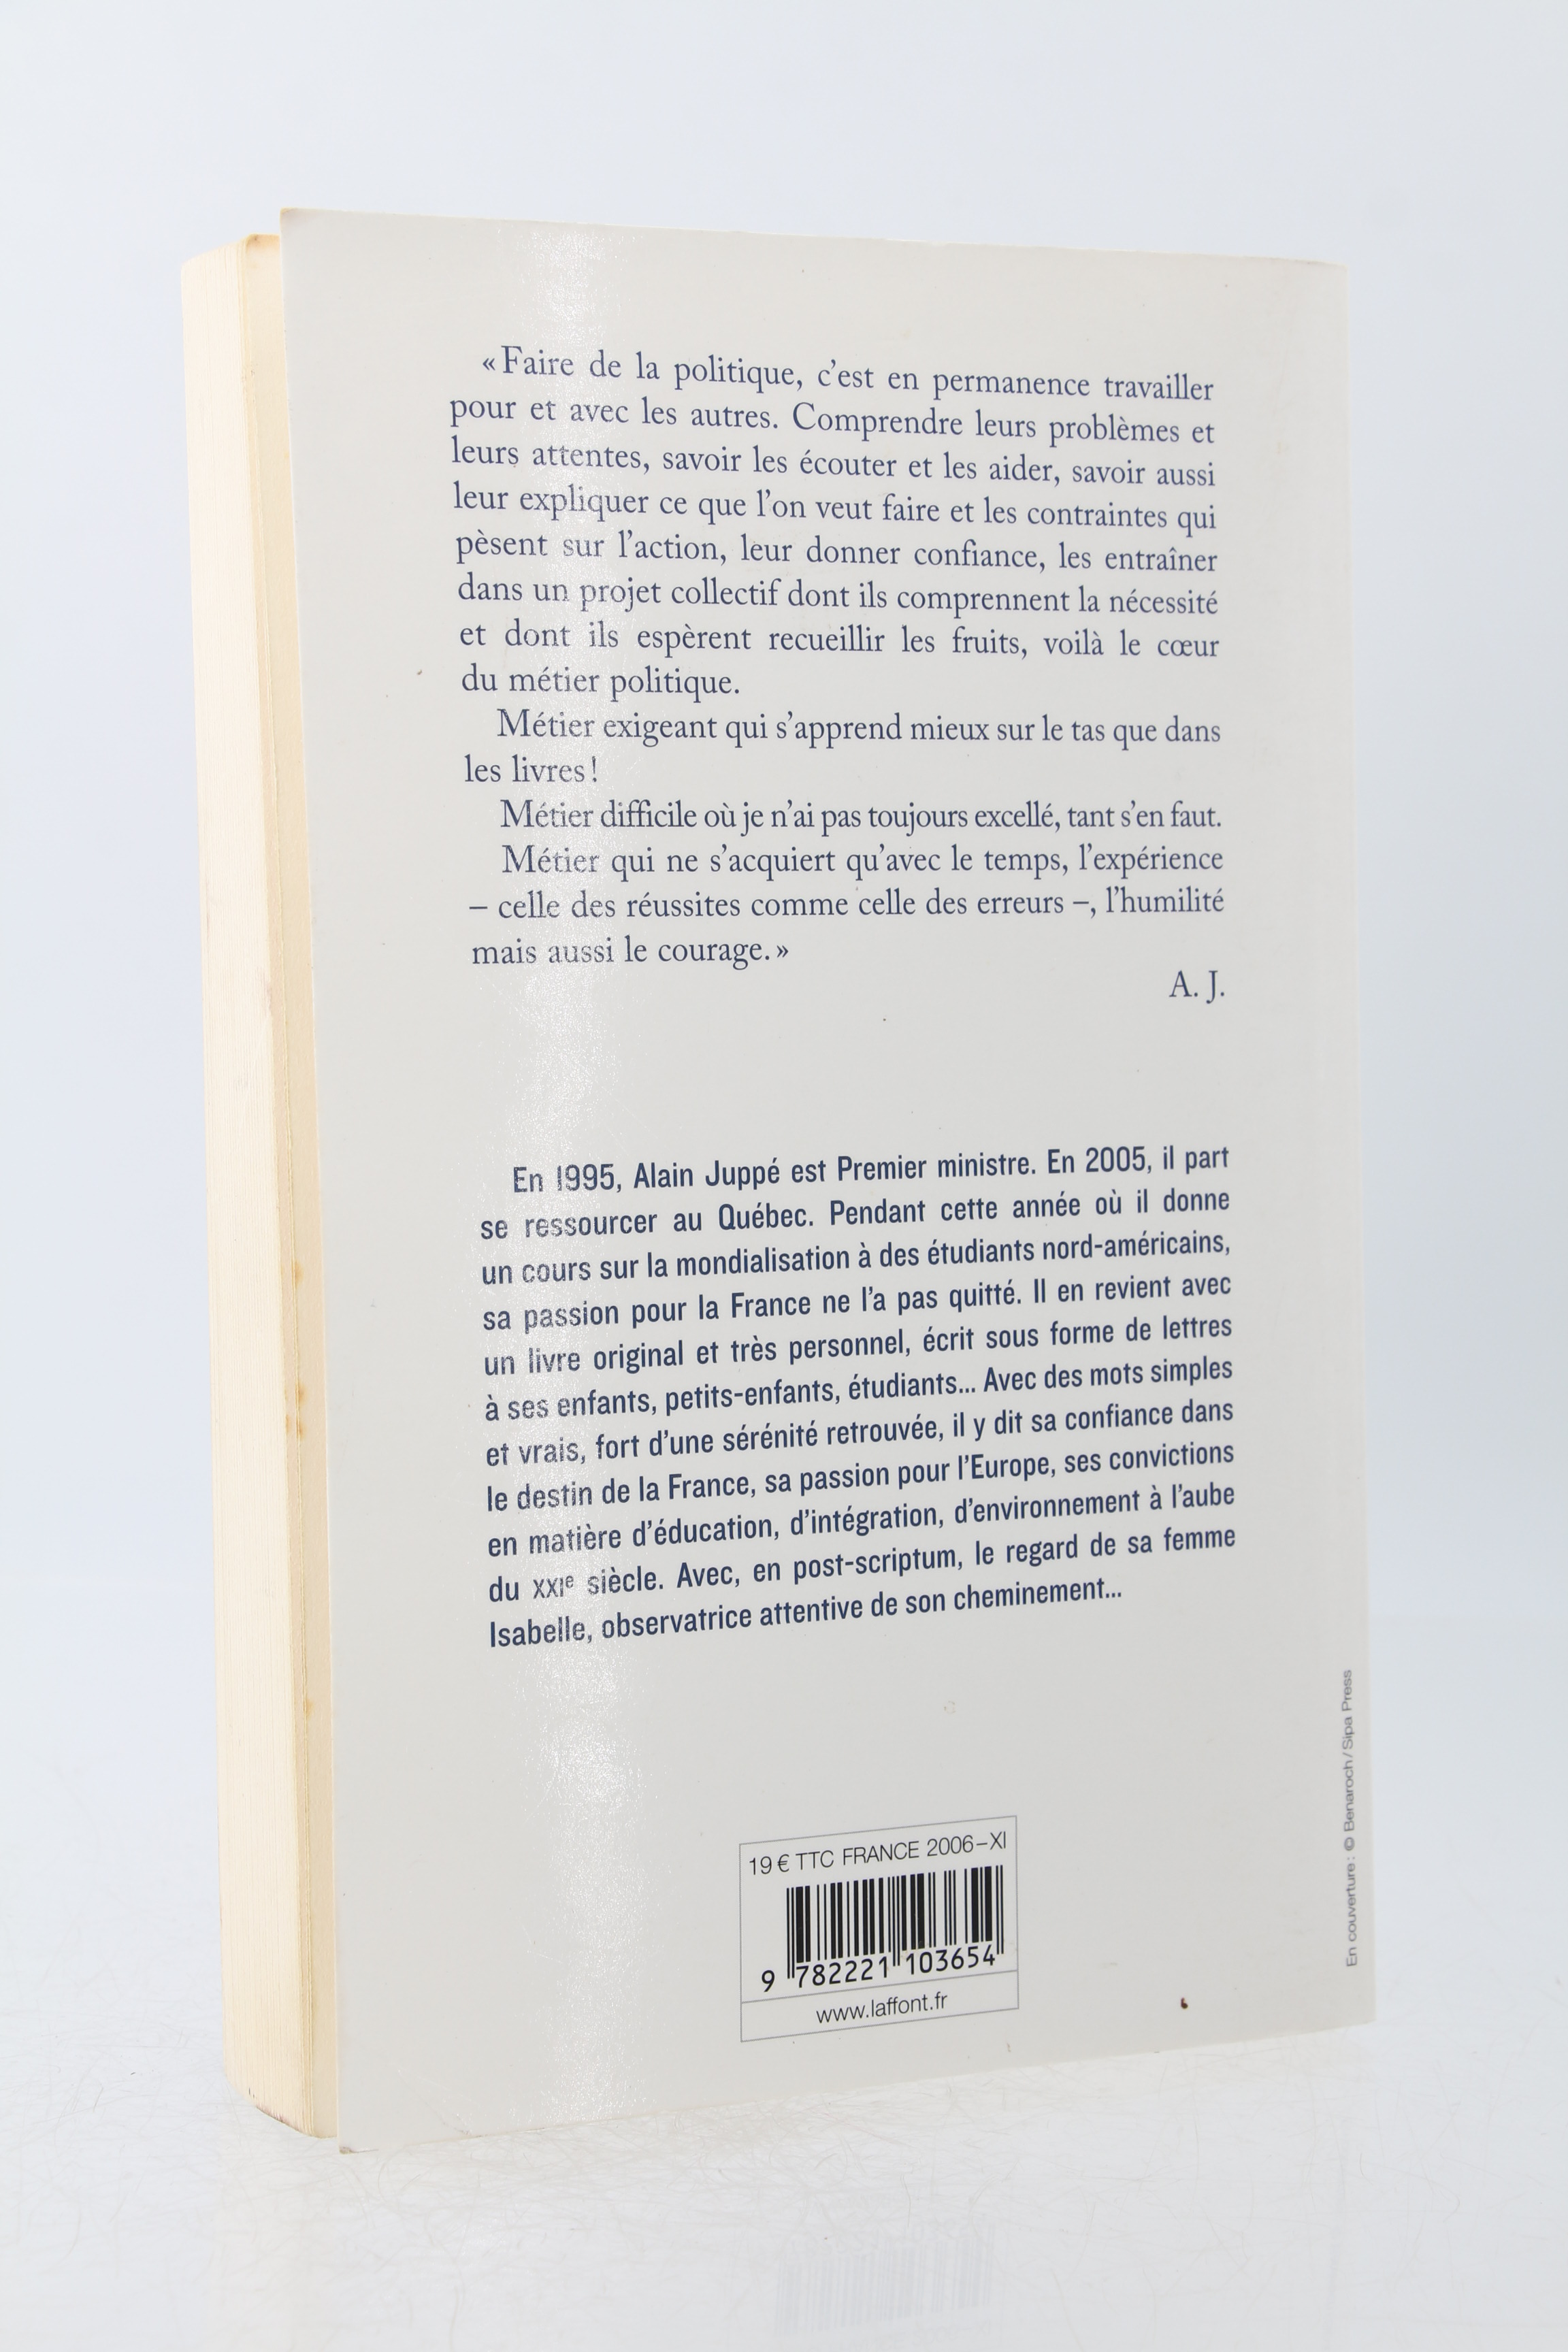 « Faire de la politique, c'est en permanence travailler
pour et avec les autres. Comprendre leurs problèmes et
leurs attentes, savoir les écouter et les aider, savoir aussi
leur expliquer ce que l'on veut faire et les contraintes qui
pèsent sur l'action, leur donner confiance, les entraîner
dans un projet collectif dont ils comprennent la nécessité
et dont ils espèrent recueillir les fruits, voilà le cœur
du métier politique.
Métier exigeant qui s'apprend mieux sur le tas que dans
les livres !
Métier difficile où je n'ai pas toujours excellé, tant s'en faut.
Métier qui ne s'acquiert qu'avec le temps, l'expérience
– celle des réussites comme celle des erreurs –, l'humilité
mais aussi le courage. »
A. J.
En 1995, Alain Juppé est Premier ministre. En 2005, il part
se ressourcer au Québec. Pendant cette année où il donne
un cours sur la mondialisation à des étudiants nord-américains,
sa passion pour la France ne l'a pas quitté. Il en revient avec
un livre original et très personnel, écrit sous forme de lettres
à ses enfants, petits-enfants, étudiants... Avec des mots simples
et vrais, fort d'une sérénité retrouvée, il y dit sa confiance dans
le destin de la France, sa passion pour l'Europe, ses convictions
en matière d'éducation, d'intégration, d'environnement à l'aube
du XXIe siècle. Avec, en post-scriptum, le regard de sa femme
Isabelle, observatrice attentive de son cheminement...
19 € TTC FRANCE 2006–XI
9 782221 103654
www.laffont.fr
En couverture : © Benaroch / Sipa Press